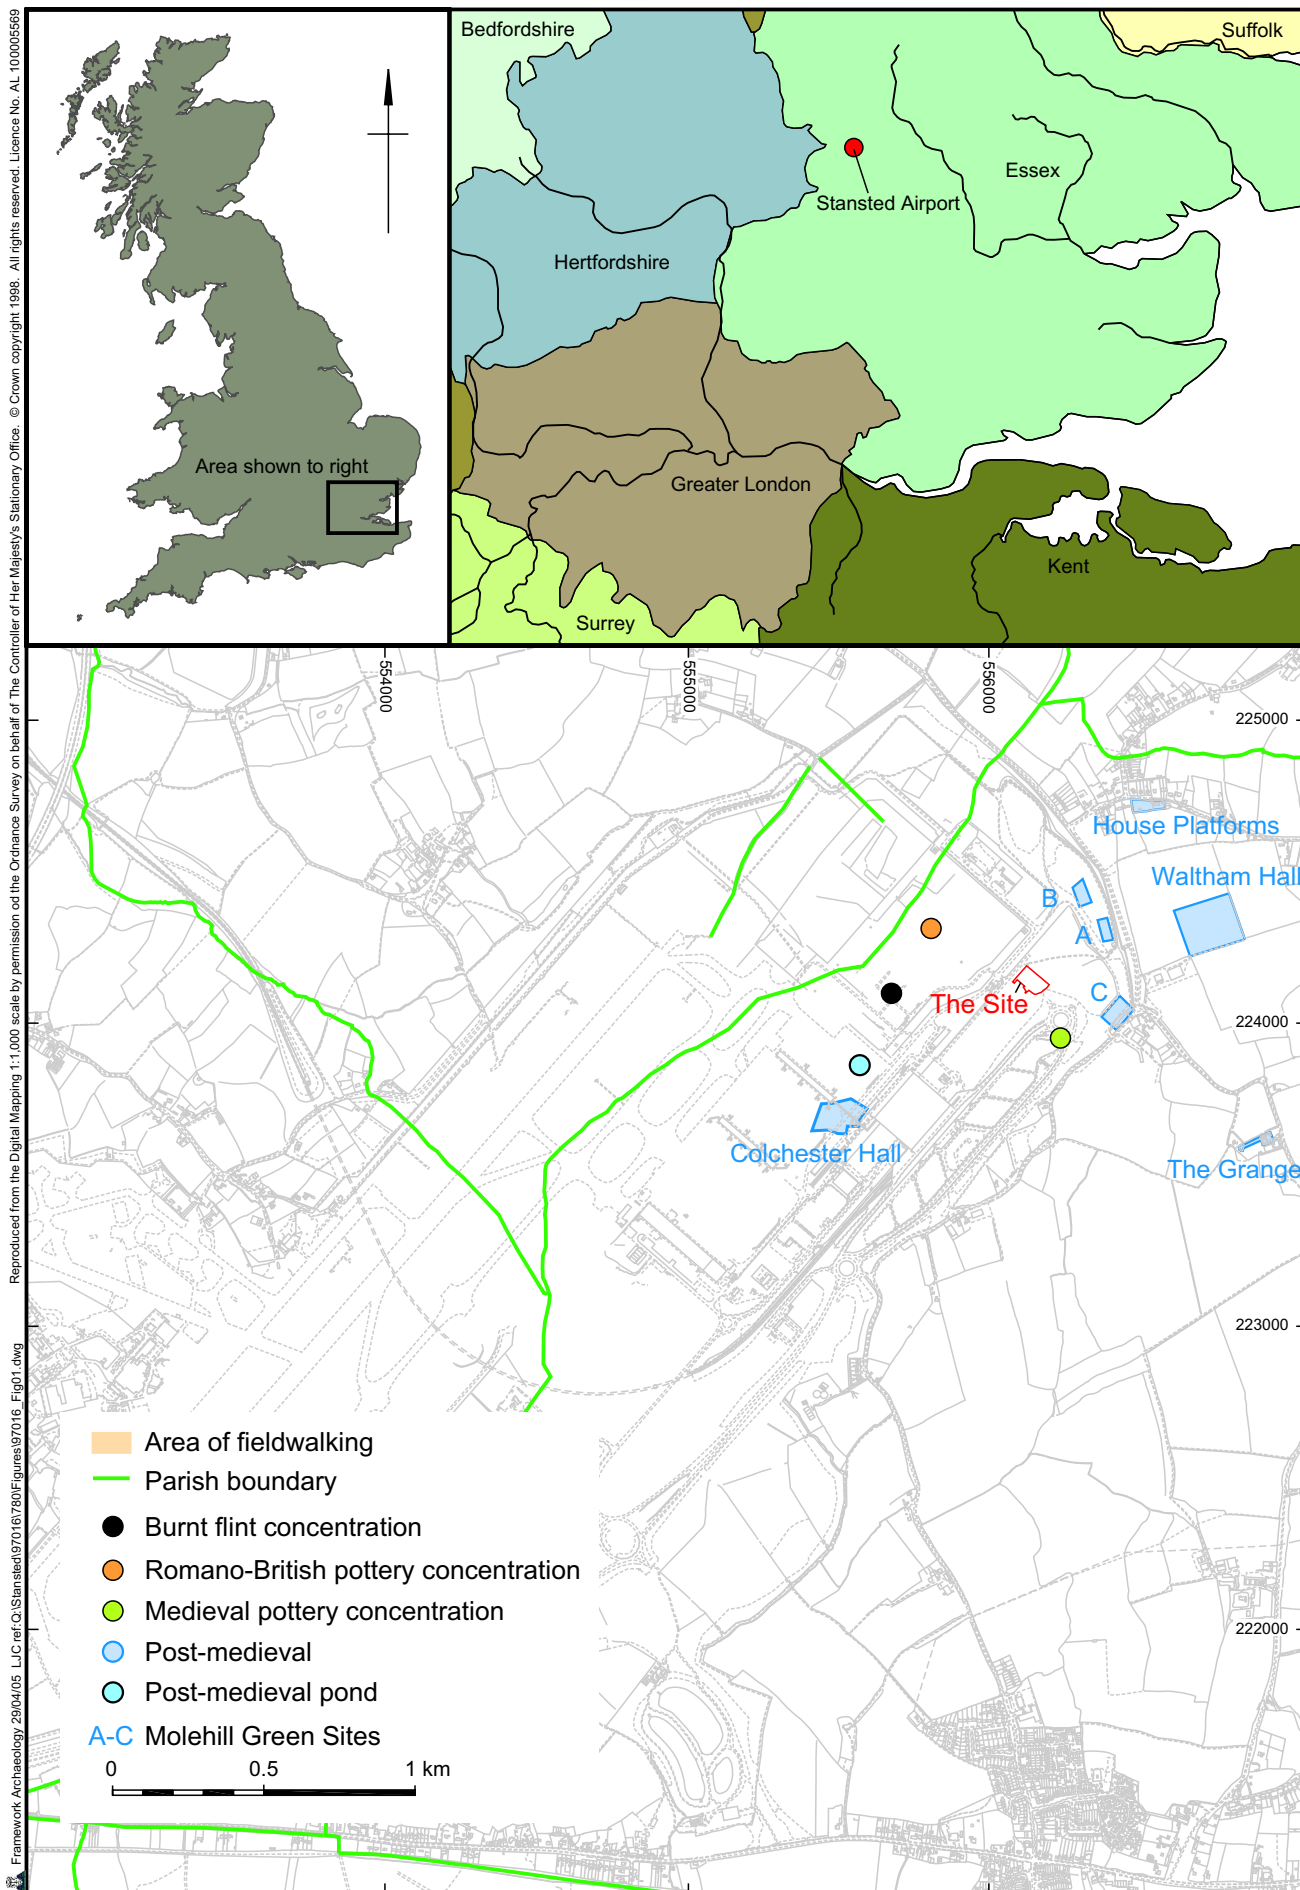 Reproduced from the Digital Mapping 1:1,000 scale by permission od the Ordnance Survey on behalf of The Controller of Her Majesty's Stationary Office. © Crown copyright 1998. All rights reserved. Licence No. AL 100005569
Framework Archaeology 29/04/05 LJC ref:Q:\Stansted\97016\780\Figures\97016_Fig01.dwg
Area shown to right
Bedfordshire
Suffolk
Essex
Stansted Airport
Hertfordshire
Greater London
Kent
Surrey
554000
555000
556000
225000
House Platforms
Waltham Hall
B
A
C
The Site
224000
Colchester Hall
The Grange
223000
222000
Area of fieldwalking
Parish boundary
Burnt flint concentration
Romano-British pottery concentration
Medieval pottery concentration
Post-medieval
Post-medieval pond
A-C Molehill Green Sites
0 0.5 1 km